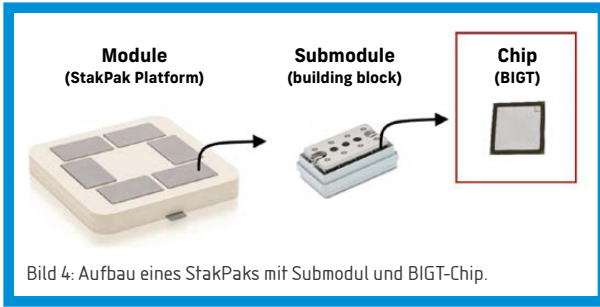 Module
(StakPak Platform)
Submodule
(building block)
Chip
(BIGT)
Bild 4: Aufbau eines StakPaks mit Submodul und BIGT-Chip.